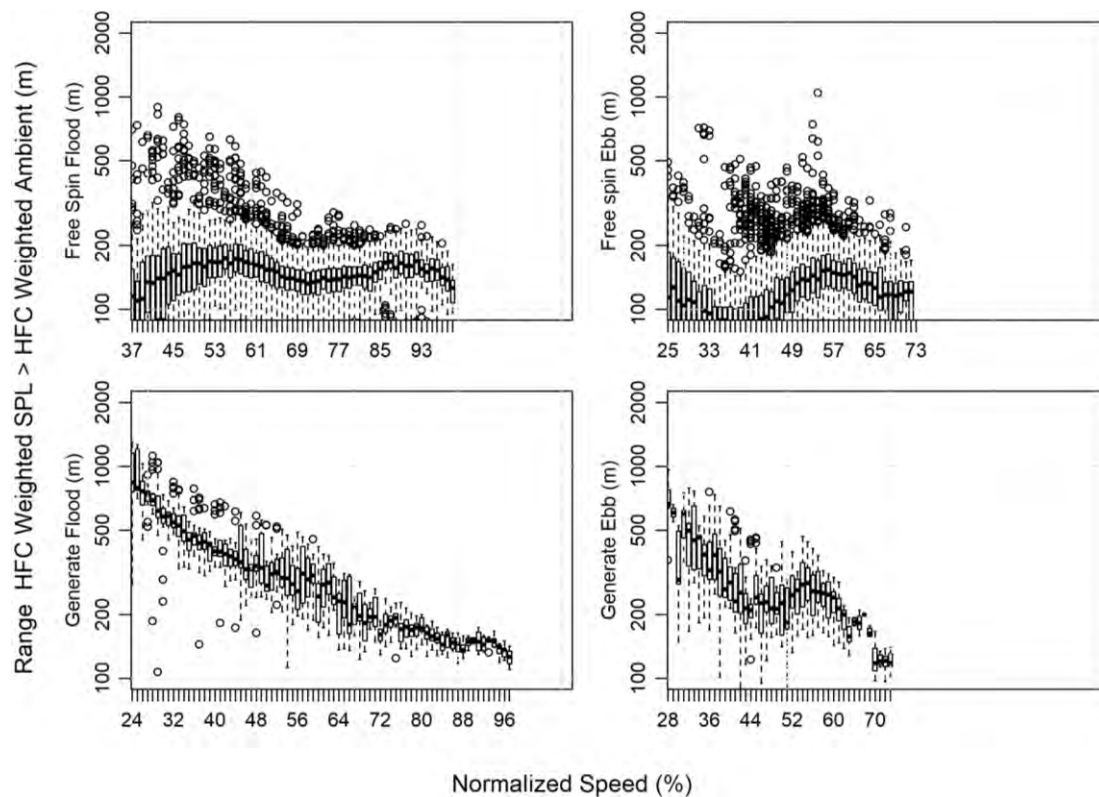 Range HFC Weighted SPL > HFC Weighted Ambient (m)
Free Spin Flood (m)
100 200 500 1000 2000
37 45 53 61 69 77 85 93
Free spin Ebb (m)
100 200 500 1000 2000
25 33 41 49 57 65 73
Generate Flood (m)
100 200 500 1000 2000
24 32 40 48 56 64 72 80 88 96
Generate Ebb (m)
100 200 500 1000 2000
28 36 44 52 60 70
Normalized Speed (%)